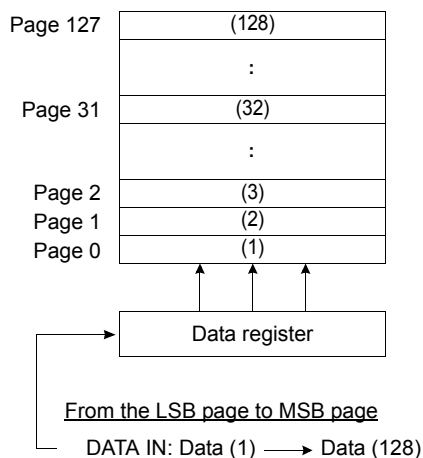 Page 127 (128)
:
Page 31 (32)
:
Page 2 (3)
Page 1 (2)
Page 0 (1)
Data register
From the LSB page to MSB page
DATA IN: Data (1) Data (128)